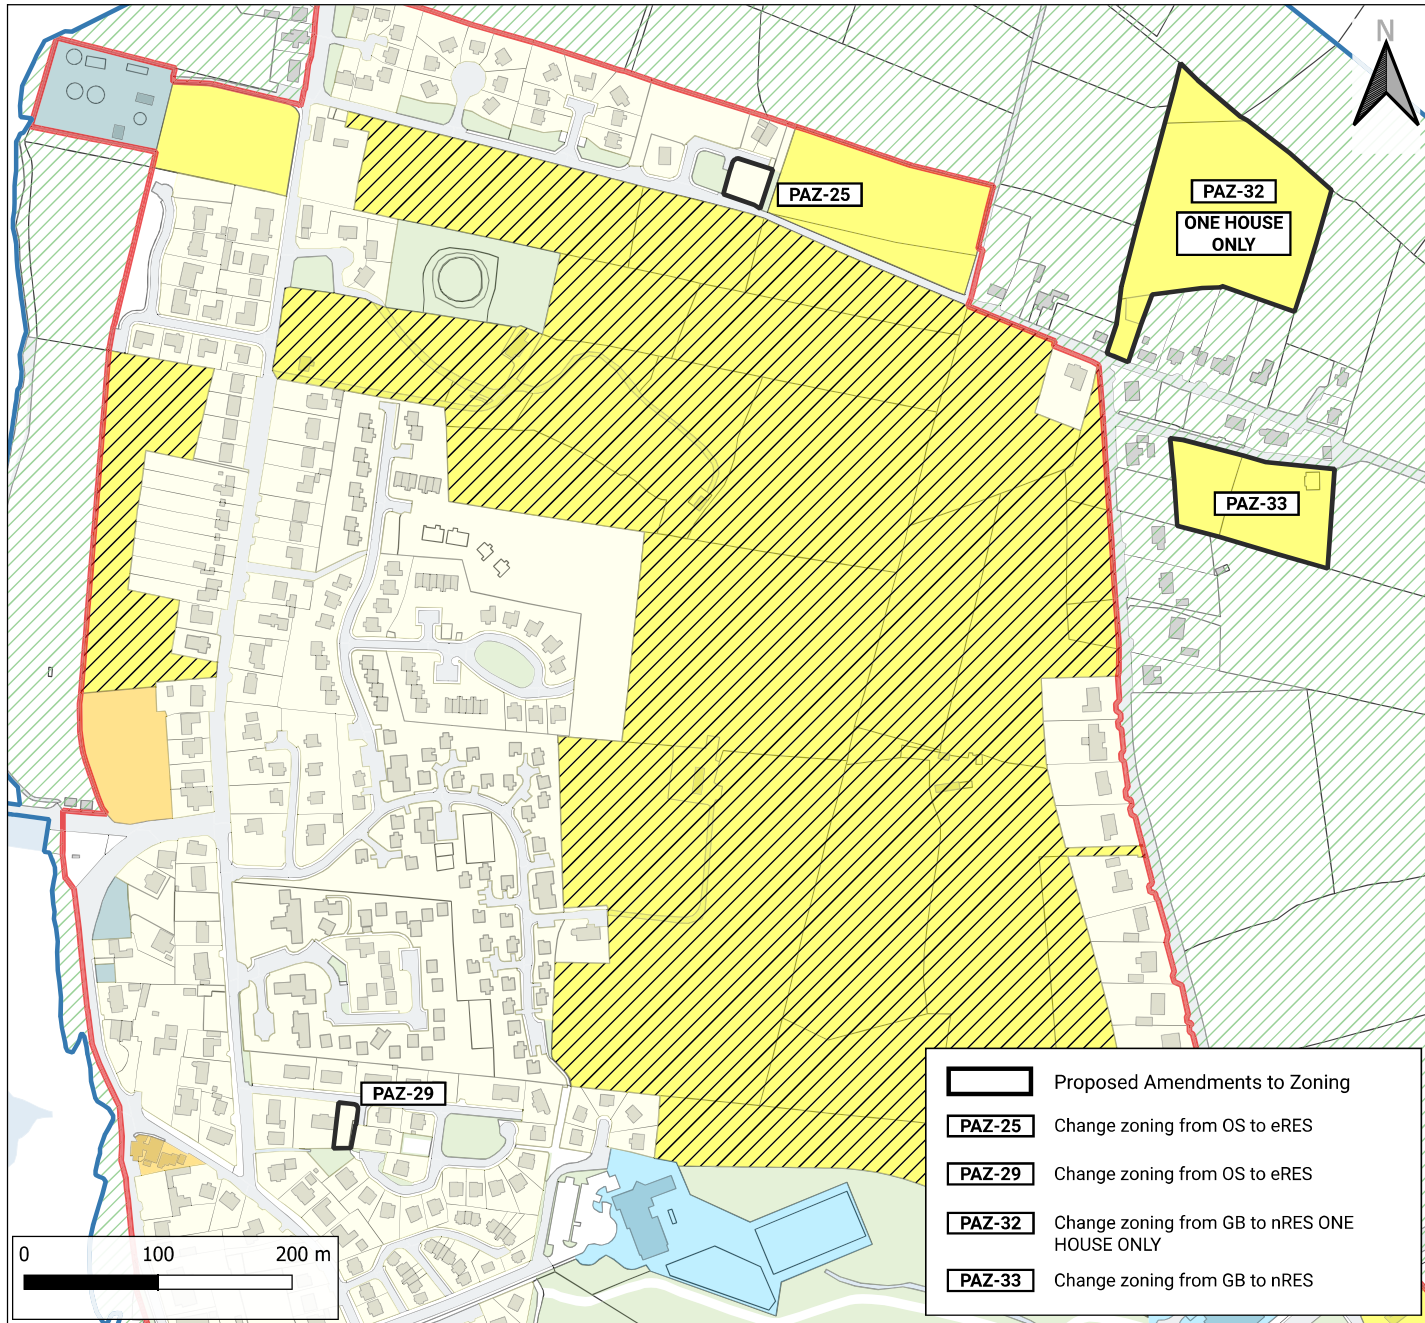 N
PAZ-25
PAZ-32
ONE HOUSE
ONLY
PAZ-33
PAZ-29
Proposed Amendments to Zoning
PAZ-25 Change zoning from OS to eRES
PAZ-29 Change zoning from OS to eRES
PAZ-32 Change zoning from GB to nRES ONE
HOUSE ONLY
PAZ-33 Change zoning from GB to nRES
0 100 200 m